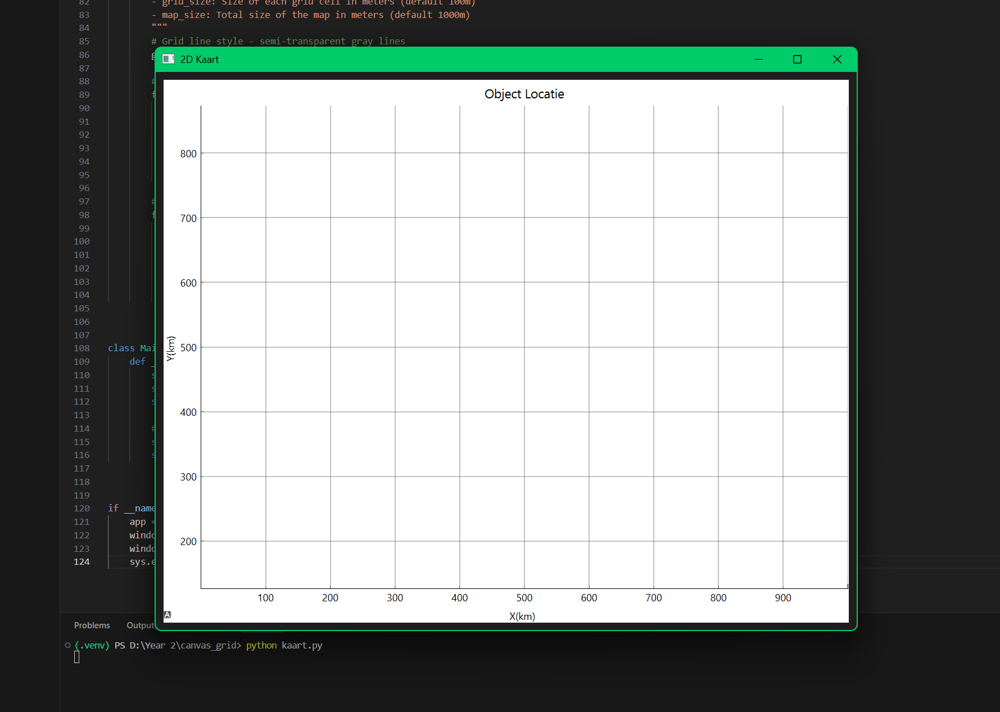 82 - grid_size: Size of each grid cell in meters (default 100m)
83 - map_size: Total size of the map in meters (default 1000m)
84 """
85 # Grid line style - semi-transparent gray lines
86
87
88 #
89 f
90
91
92
93
94
95
96
97 #
98 f
99
100
101
102
103
104
105
106
107
108 class Mai
109 def _
110 s
111 s
112 s
113
114 #
115 s
116 s
117
118
119
120 if __name
121 app =
122 windo
123 windo
124 sys.e
2D Kaart
Object Locatie
800
700
600
500
400
300
200
Y(km)
100 200 300 400 500 600 700 800 900
X(km)
A
Problems Output
(.venv) PS D:\Year 2\canvas_grid> python kaart.py